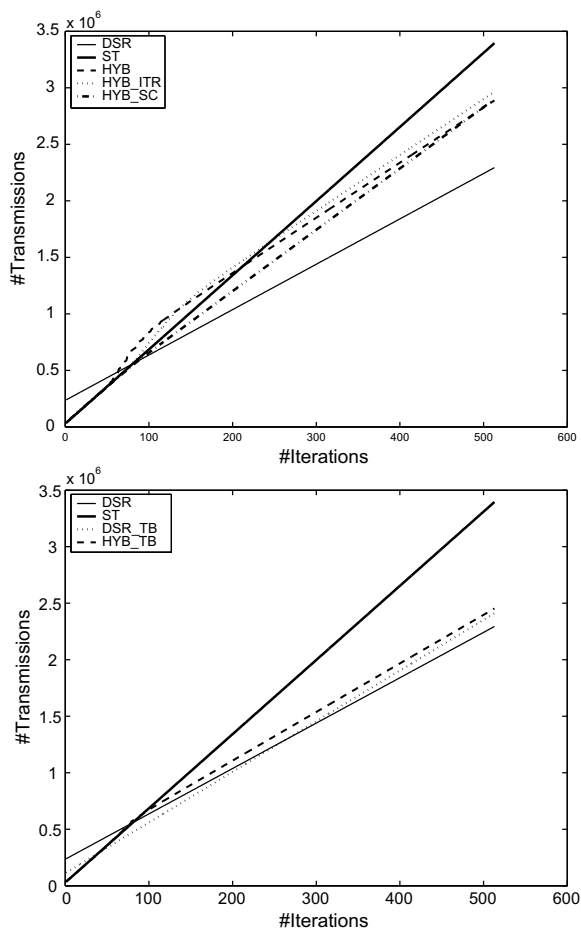 x 10^6
3.5
DSR
ST
HYB
HYB_ITR
HYB_SC
3
2.5
2
1.5
1
0.5
0
#Transmissions
0 100 200 300 400 500 600
#Iterations
x 10^6
3.5
DSR
ST
DSR_TB
HYB_TB
3
2.5
2
1.5
1
0.5
0
#Transmissions
0 100 200 300 400 500 600
#Iterations